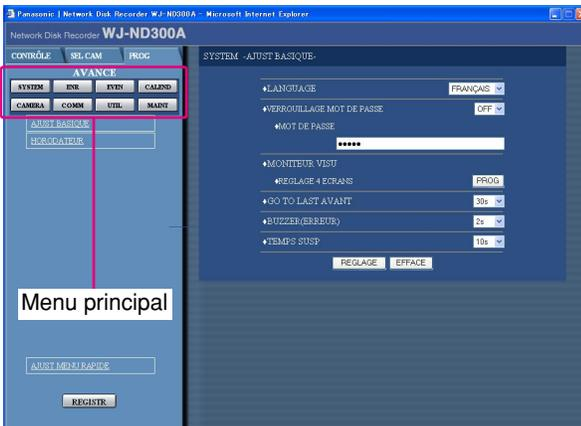 Panasonic | Network Disk Recorder WJ-ND300A - Microsoft Internet Explorer
Network Disk Recorder WJ-ND300A
CONTRÔLE SEL CAM PROG
AVANCE
SYSTEM ENR EVEN CALEND
CAMERA COMM UTIL MAINT
AJUST BASIQUE
HORODATEUR
Menu principal
AJUST MENU RAPIDE
REGISTR
SYSTEM -AJUST BASIQUE-
♦LANGUAGE FRANÇAIS
♦VERROUILLAGE MOT DE PASSE OFF
♦MOT DE PASSE
●●●●●
♦MONITEUR VISU
♦REGLAGE 4 ECRANS PROG
♦GO TO LAST AVANT 30s
♦BUZZER(ERREUR) 2s
♦TEMPS SUSP 10s
REGLAGE EFFACE